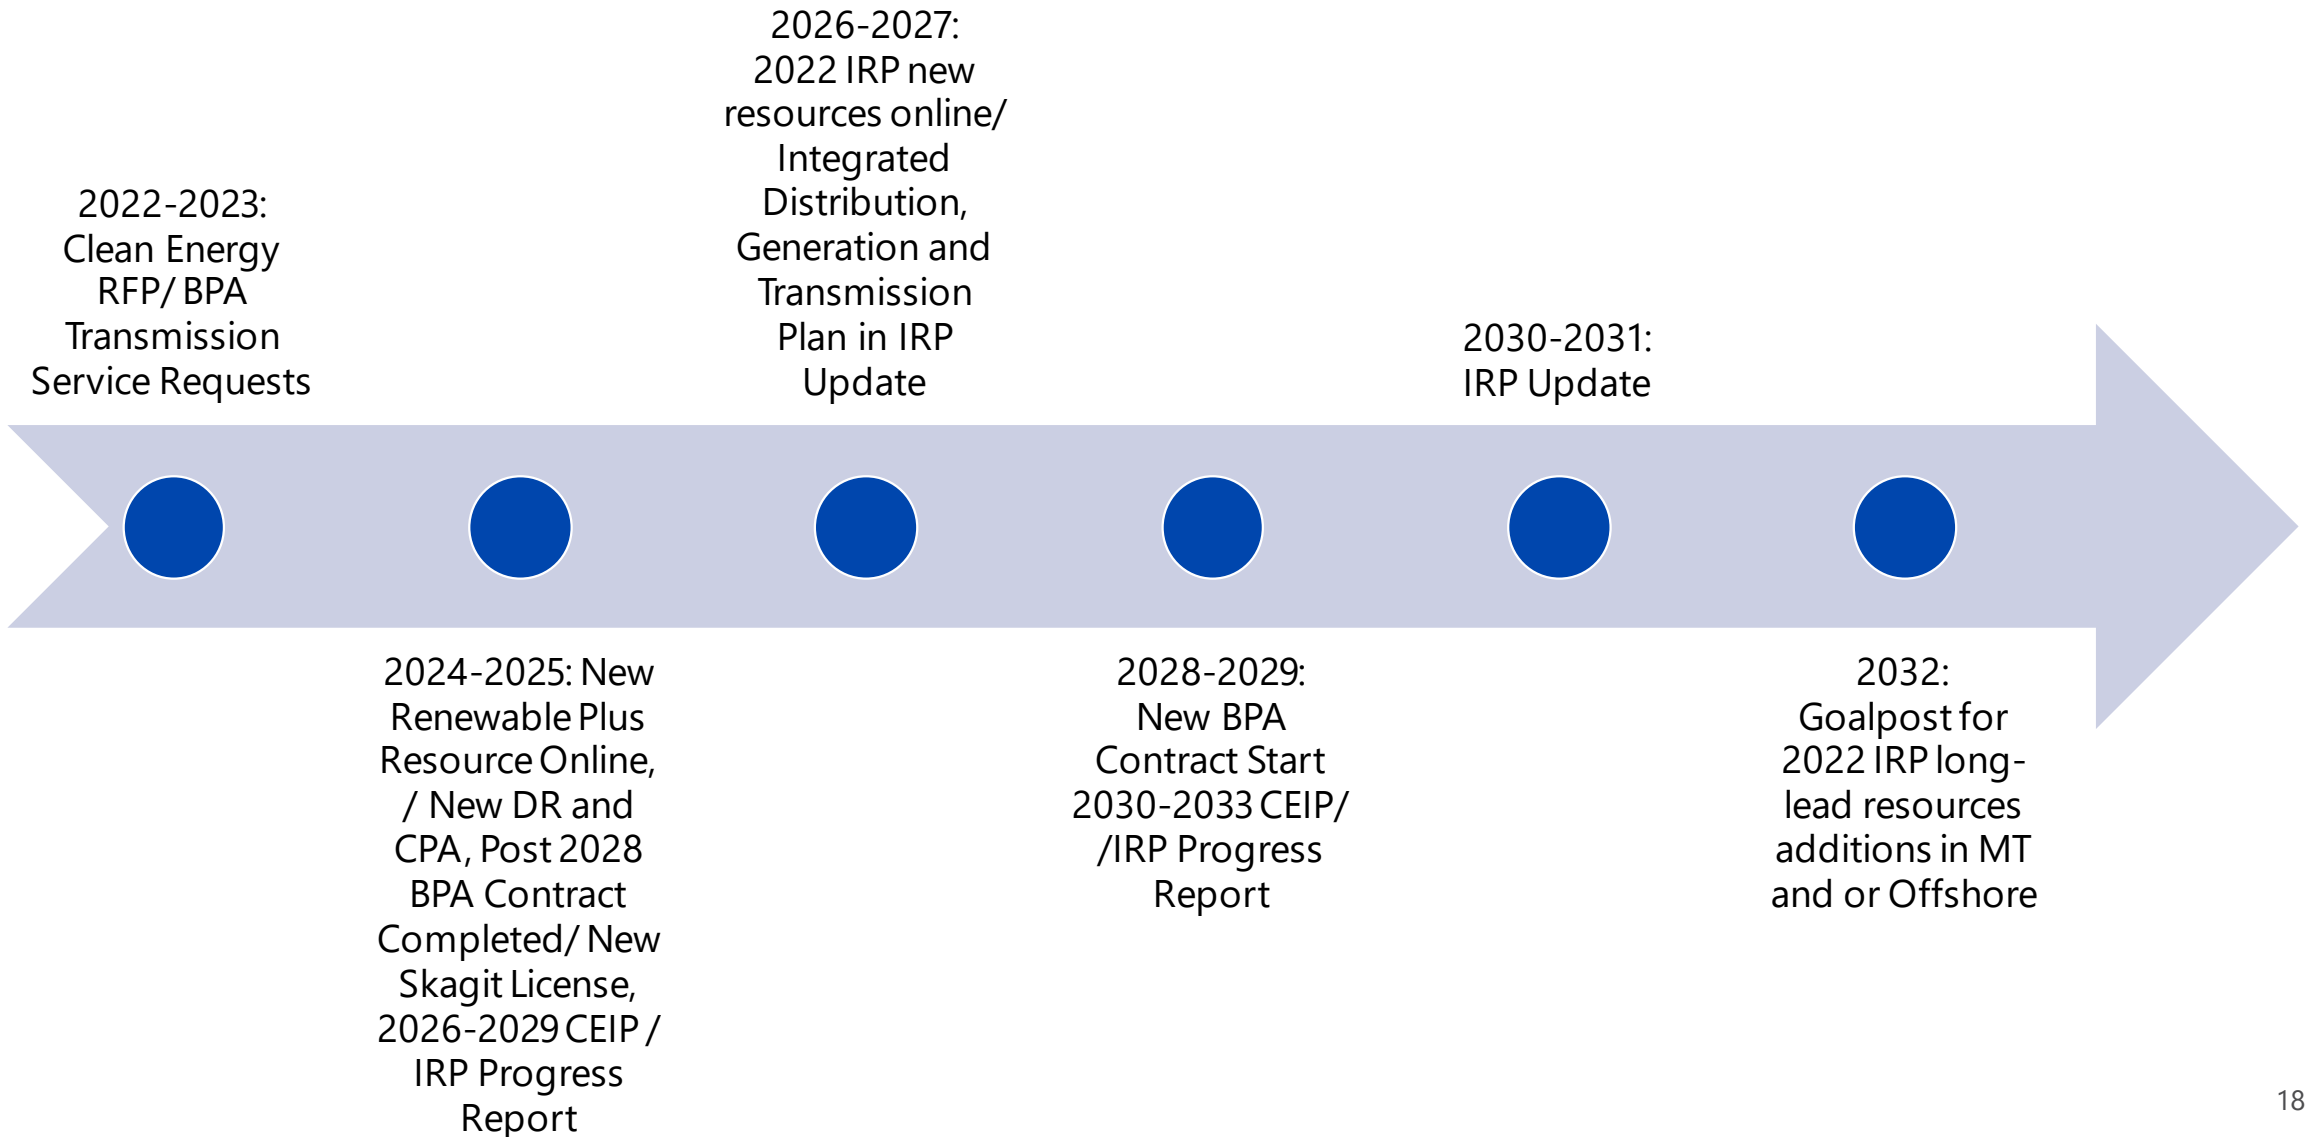 2022-2023:
Clean Energy
RFP/ BPA
Transmission
Service Requests
2024-2025: New
Renewable Plus
Resource Online,
/ New DR and
CPA, Post 2028
BPA Contract
Completed/ New
Skagit License,
2026-2029 CEIP /
IRP Progress
Report
2026-2027:
2022 IRP new
resources online/
Integrated
Distribution,
Generation and
Transmission
Plan in IRP
Update
2028-2029:
New BPA
Contract Start
2030-2033 CEIP/
/IRP Progress
Report
2030-2031:
IRP Update
2032:
Goalpost for
2022 IRP long-
lead resources
additions in MT
and or Offshore
18